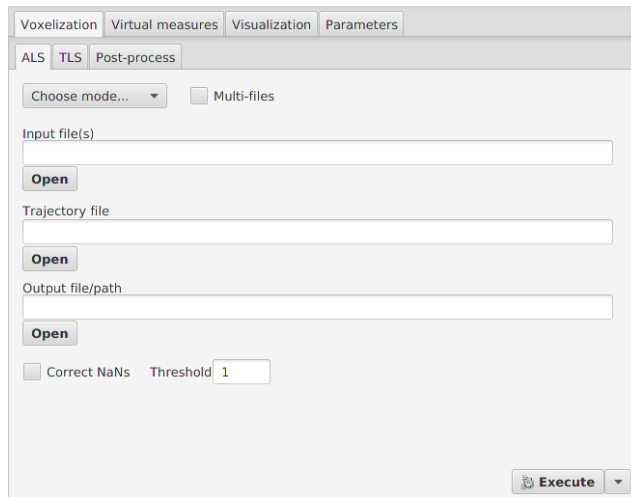 Voxelization Virtual measures Visualization Parameters
ALS TLS Post-process
Choose mode... Multi-files
Input file(s)
Open
Trajectory file
Open
Output file/path
Open
Correct NaNs Threshold 1
Execute